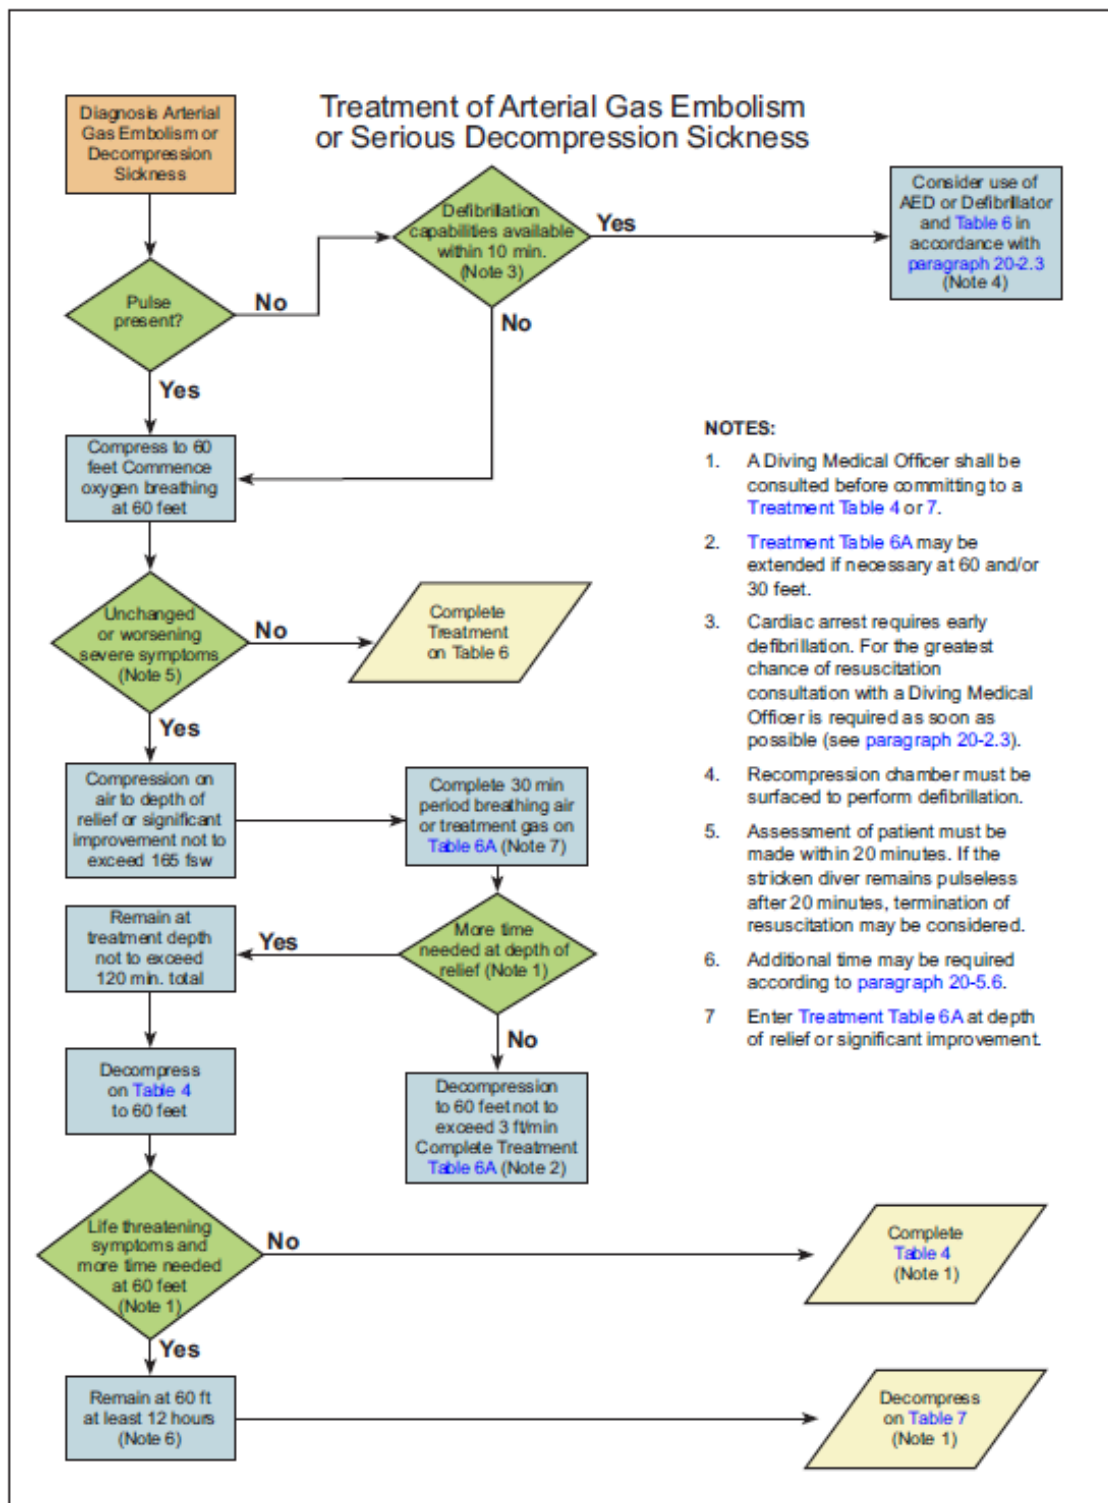 Treatment of Arterial Gas Embolism
or Serious Decompression Sickness
Diagnosis Arterial
Gas Embolism or
Decompression
Sickness
Pulse
present?
No
Yes
Defibrillation
capabilities available
within 10 min.
(Note 3)
Yes
No
Consider use of
AED or Defibrillator
and Table 6 in
accordance with
paragraph 20-2.3
(Note 4)
Compress to 60
feet Commence
oxygen breathing
at 60 feet
Unchanged
or worsening
severe symptoms
(Note 5)
No
Yes
Complete
Treatment
on Table 6
Compression on
air to depth of
relief or significant
improvement not to
exceed 165 fsw
Complete 30 min
period breathing air
or treatment gas on
Table 6A (Note 7)
More time
needed at depth of
relief (Note 1)
Yes
No
Remain at
treatment depth
not to exceed
120 min. total
Decompress
on Table 4
to 60 feet
Decompression
to 60 feet not to
exceed 3 ft/min
Complete Treatment
Table 6A (Note 2)
Life threatening
symptoms and
more time needed
at 60 feet
(Note 1)
No
Yes
Complete
Table 4
(Note 1)
Remain at 60 ft
at least 12 hours
(Note 6)
Decompress
on Table 7
(Note 1)
NOTES:
1. A Diving Medical Officer shall be
consulted before committing to a
Treatment Table 4 or 7.
2. Treatment Table 6A may be
extended if necessary at 60 and/or
30 feet.
3. Cardiac arrest requires early
defibrillation. For the greatest
chance of resuscitation
consultation with a Diving Medical
Officer is required as soon as
possible (see paragraph 20-2.3).
4. Recompression chamber must be
surfaced to perform defibrillation.
5. Assessment of patient must be
made within 20 minutes. If the
stricken diver remains pulseless
after 20 minutes, termination of
resuscitation may be considered.
6. Additional time may be required
according to paragraph 20-5.6.
7 Enter Treatment Table 6A at depth
of relief or significant improvement.